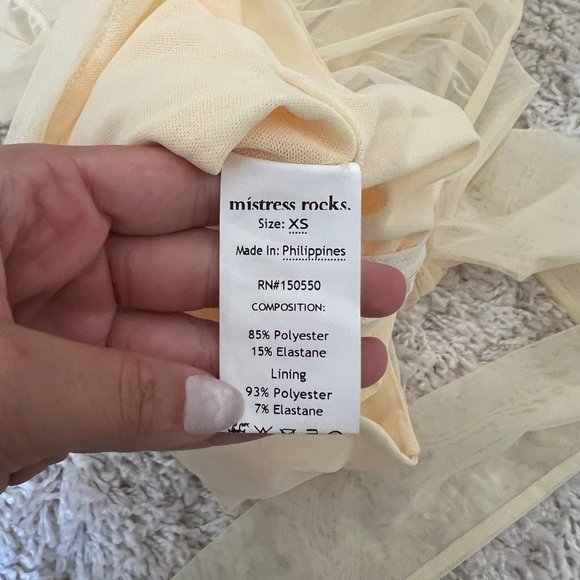 mistress rocks.
Size: XS
Made In: Philippines
RN#150550
COMPOSITION:
85% Polyester
15% Elastane
Lining
93% Polyester
7% Elastane